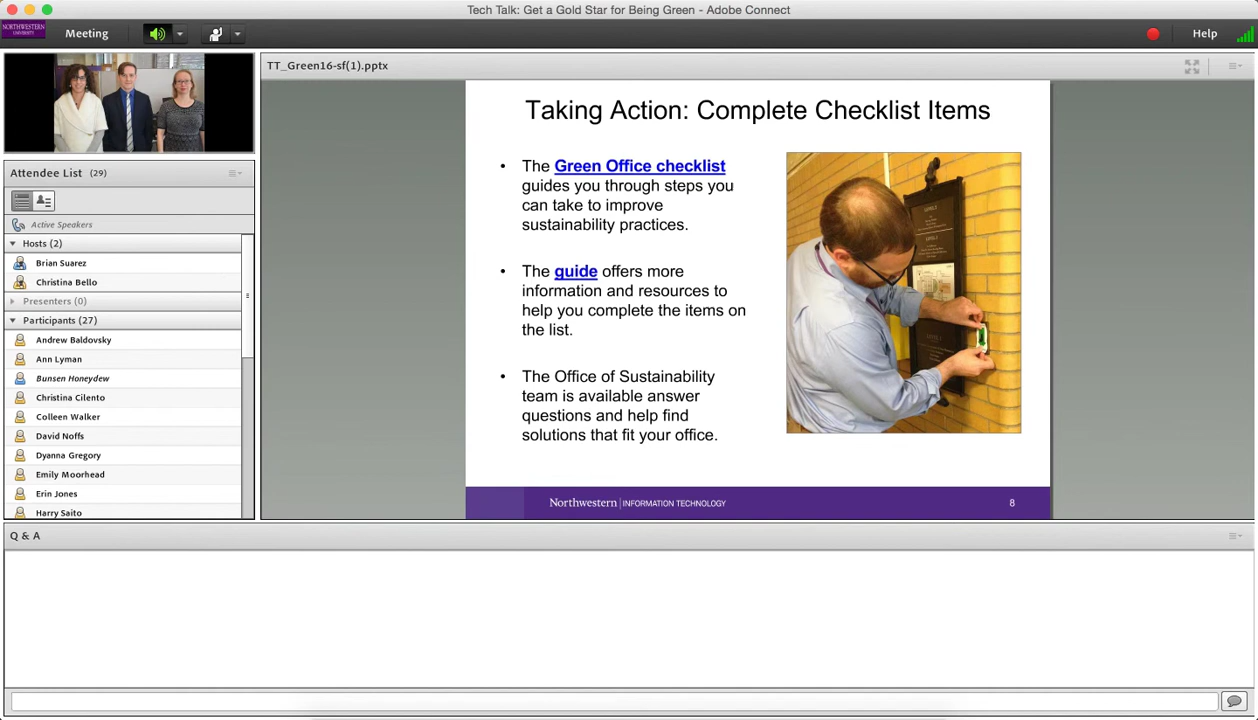 Tech Talk: Get a Gold Star for Being Green - Adobe Connect
NORTHWESTERN
UNIVERSITY
Meeting
Help
TT_Green16-sf(1).pptx
Attendee List (29)
Active Speakers
Hosts (2)
Brian Suarez
Christina Bello
Presenters (0)
Participants (27)
Andrew Baldovsky
Ann Lyman
Bunsen Honeydew
Christina Cilento
Colleen Walker
David Noffs
Dyanna Gregory
Emily Moorhead
Erin Jones
Harry Saito
Taking Action: Complete Checklist Items
• The Green Office checklist
guides you through steps you
can take to improve
sustainability practices.
• The guide offers more
information and resources to
help you complete the items on
the list.
• The Office of Sustainability
team is available answer
questions and help find
solutions that fit your office.
Northwestern | INFORMATION TECHNOLOGY
8
Q & A